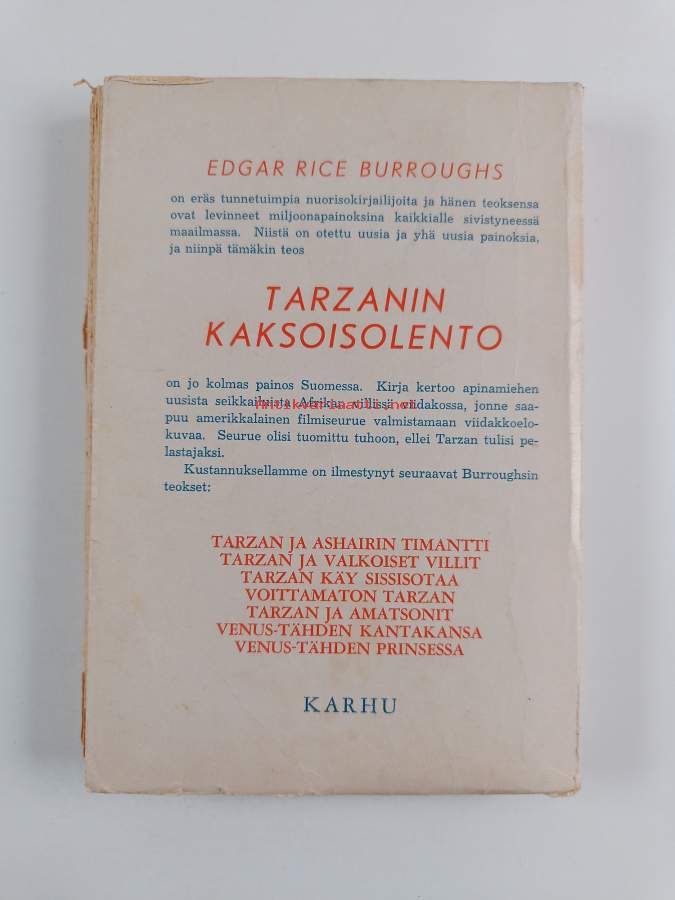 EDGAR RICE BURROUGHS
on eräs tunnetuimpia nuorisokirjailijoita ja hänen teoksensa
ovat levinneet miljoonapainoksina kaikkialle sivistyneessä
maailmassa. Niistä on otettu uusia ja yhä uusia painoksia,
ja niinpä tämäkin teos
TARZANIN
KAKSOISOLENTO
on jo kolmas painos Suomessa. Kirja kertoo apinamiehen
uusista seikkailuista Afrikan villissä viidakossa, jonne saa-
puu amerikkalainen filmiseurue valmistamaan viidakkoelo-
kuvaa. Seurue olisi tuomittu tuhoon, ellei Tarzan tulisi pe-
lastajaksi.
Kustannuksellamme on ilmestynyt seuraavat Burroughsin
teokset:
TARZAN JA ASHAIRIN TIMANTTI
TARZAN JA VALKOISET VILLIT
TARZAN KÄY SISSISOTAA
VOITTAMATON TARZAN
TARZAN JA AMATSONIT
VENUS-TÄHDEN KANTAKANSA
VENUS-TÄHDEN PRINSESSA
KARHU